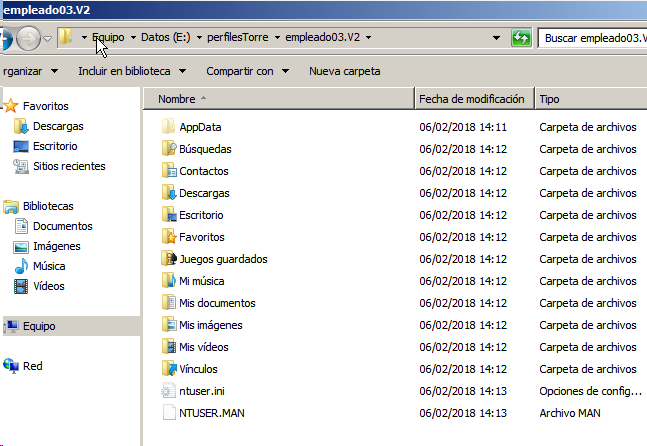 empleado03.V2
Equipo Datos (E:) perfilesTorre empleado03.V2 Buscar empleado03.V
rganizar Incluir en biblioteca Compartir con Nueva carpeta
Favoritos
Descargas
Escritorio
Sitios recientes
Bibliotecas
Documentos
Imágenes
Música
Vídeos
Equipo
Red
Nombre Fecha de modificación Tipo
AppData 06/02/2018 14:11 Carpeta de archivos
Búsquedas 06/02/2018 14:12 Carpeta de archivos
Contactos 06/02/2018 14:12 Carpeta de archivos
Descargas 06/02/2018 14:12 Carpeta de archivos
Escritorio 06/02/2018 14:12 Carpeta de archivos
Favoritos 06/02/2018 14:12 Carpeta de archivos
Juegos guardados 06/02/2018 14:12 Carpeta de archivos
Mi música 06/02/2018 14:12 Carpeta de archivos
Mis documentos 06/02/2018 14:12 Carpeta de archivos
Mis imágenes 06/02/2018 14:12 Carpeta de archivos
Mis vídeos 06/02/2018 14:12 Carpeta de archivos
Vínculos 06/02/2018 14:12 Carpeta de archivos
ntuser.ini 06/02/2018 14:13 Opciones de config...
NTUSER.MAN 06/02/2018 14:13 Archivo MAN